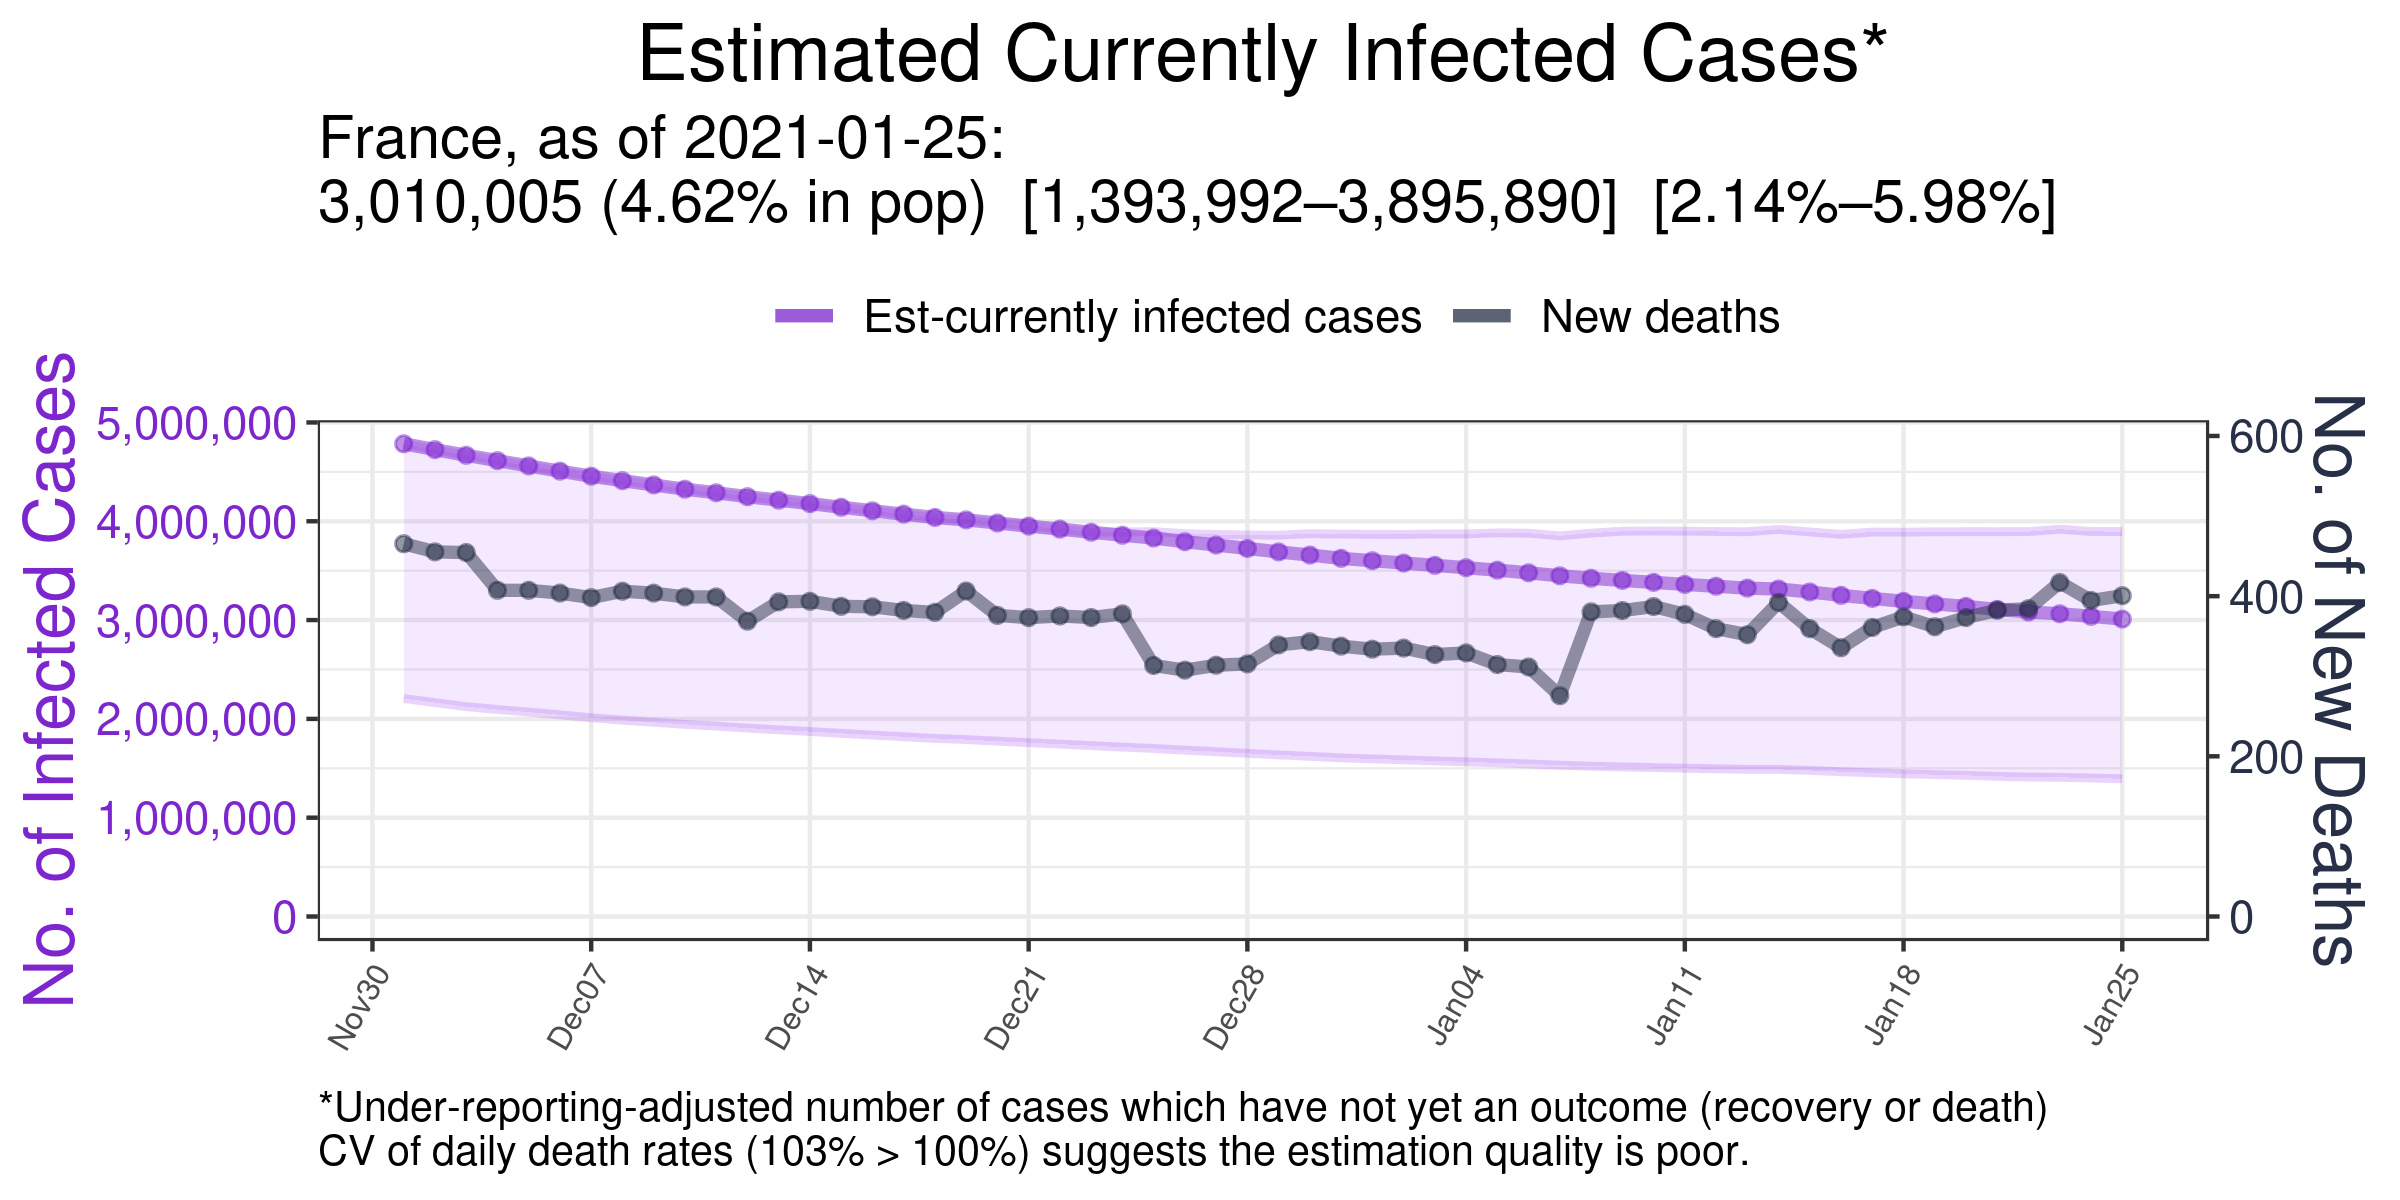 Estimated Currently Infected Cases*
France, as of 2021-01-25:
3,010,005 (4.62% in pop)  [1,393,992–3,895,890]  [2.14%–5.98%]
Est-currently infected cases
New deaths
No. of Infected Cases
5,000,000
4,000,000
3,000,000
2,000,000
1,000,000
0
600
400
200
0
No. of New Deaths
Nov30
Dec07
Dec14
Dec21
Dec28
Jan04
Jan11
Jan18
Jan25
*Under-reporting-adjusted number of cases which have not yet an outcome (recovery or death)
CV of daily death rates (103% > 100%) suggests the estimation quality is poor.